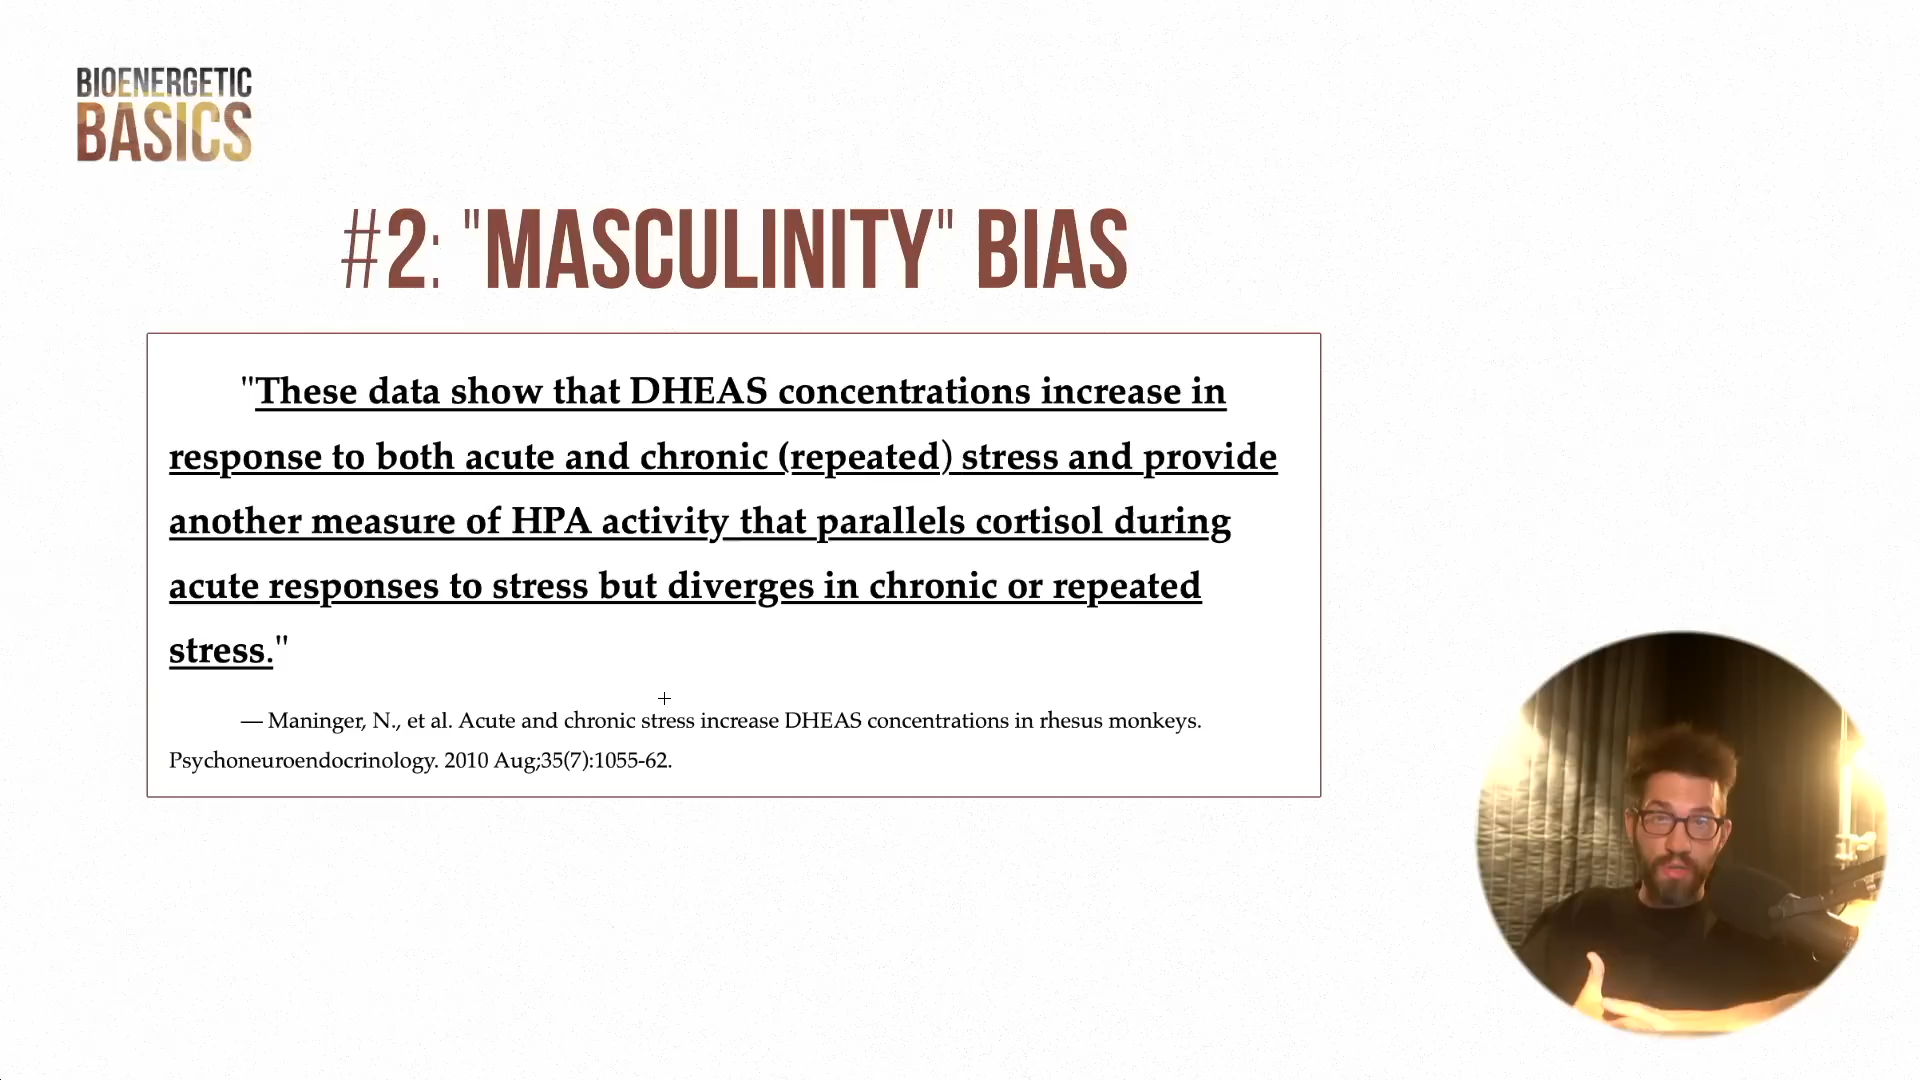 BIOENERGETIC
BASICS
#2: "MASCULINITY" BIAS
"These data show that DHEAS concentrations increase in
response to both acute and chronic (repeated) stress and provide
another measure of HPA activity that parallels cortisol during
acute responses to stress but diverges in chronic or repeated
stress."
— Maninger, N., et al. Acute and chronic stress increase DHEAS concentrations in rhesus monkeys.
Psychoneuroendocrinology. 2010 Aug;35(7):1055-62.